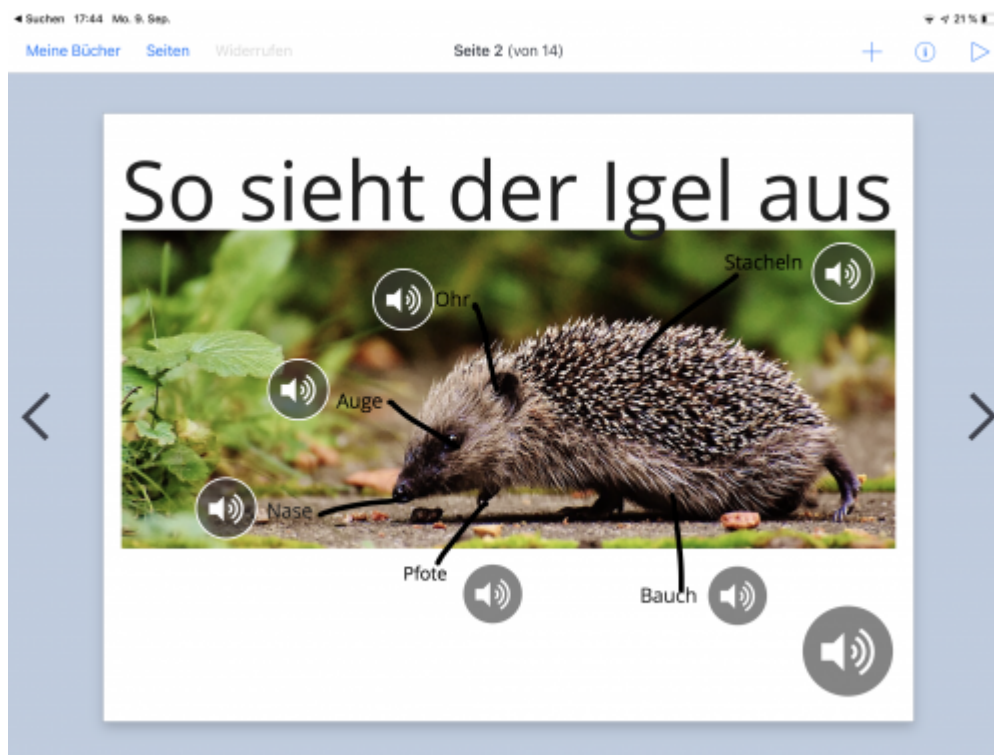 Suchen 17:44 Mo. 9. Sep. 21 %
Meine Bücher Seiten Widerrufen Seite 2 (von 14)
So sieht der Igel aus
Stacheln
Ohr
Auge
Nase
Pfote
Bauch